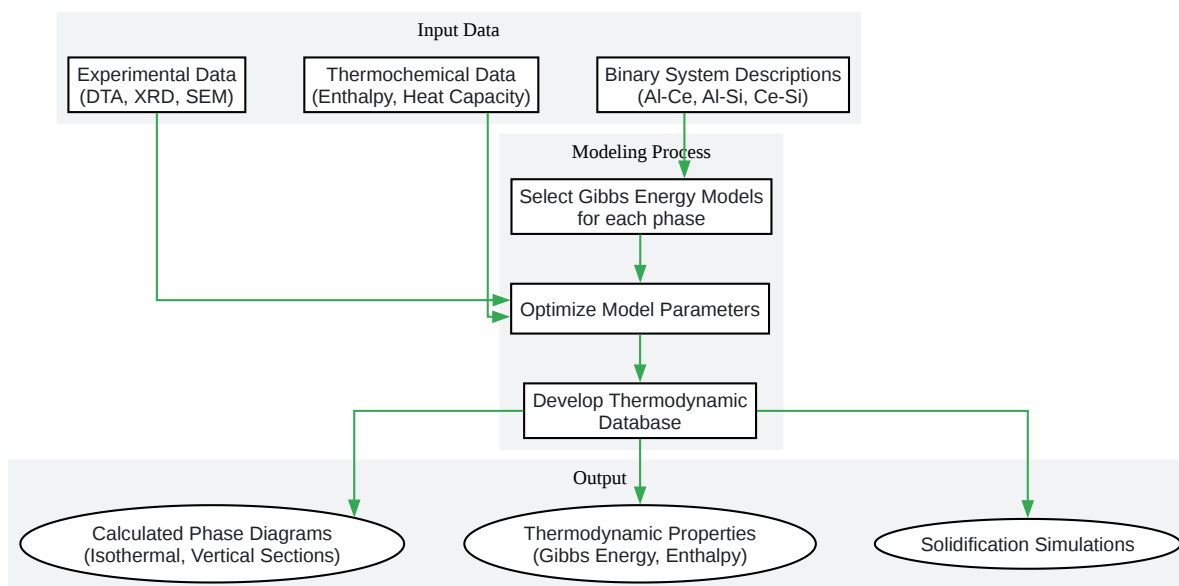 Input Data
Experimental Data
(DTA, XRD, SEM)
Thermochemical Data
(Enthalpy, Heat Capacity)
Binary System Descriptions
(Al-Ce, Al-Si, Ce-Si)
Modeling Process
Select Gibbs Energy Models
for each phase
Optimize Model Parameters
Develop Thermodynamic
Database
Output
Calculated Phase Diagrams
(Isothermal, Vertical Sections)
Thermodynamic Properties
(Gibbs Energy, Enthalpy)
Solidification Simulations